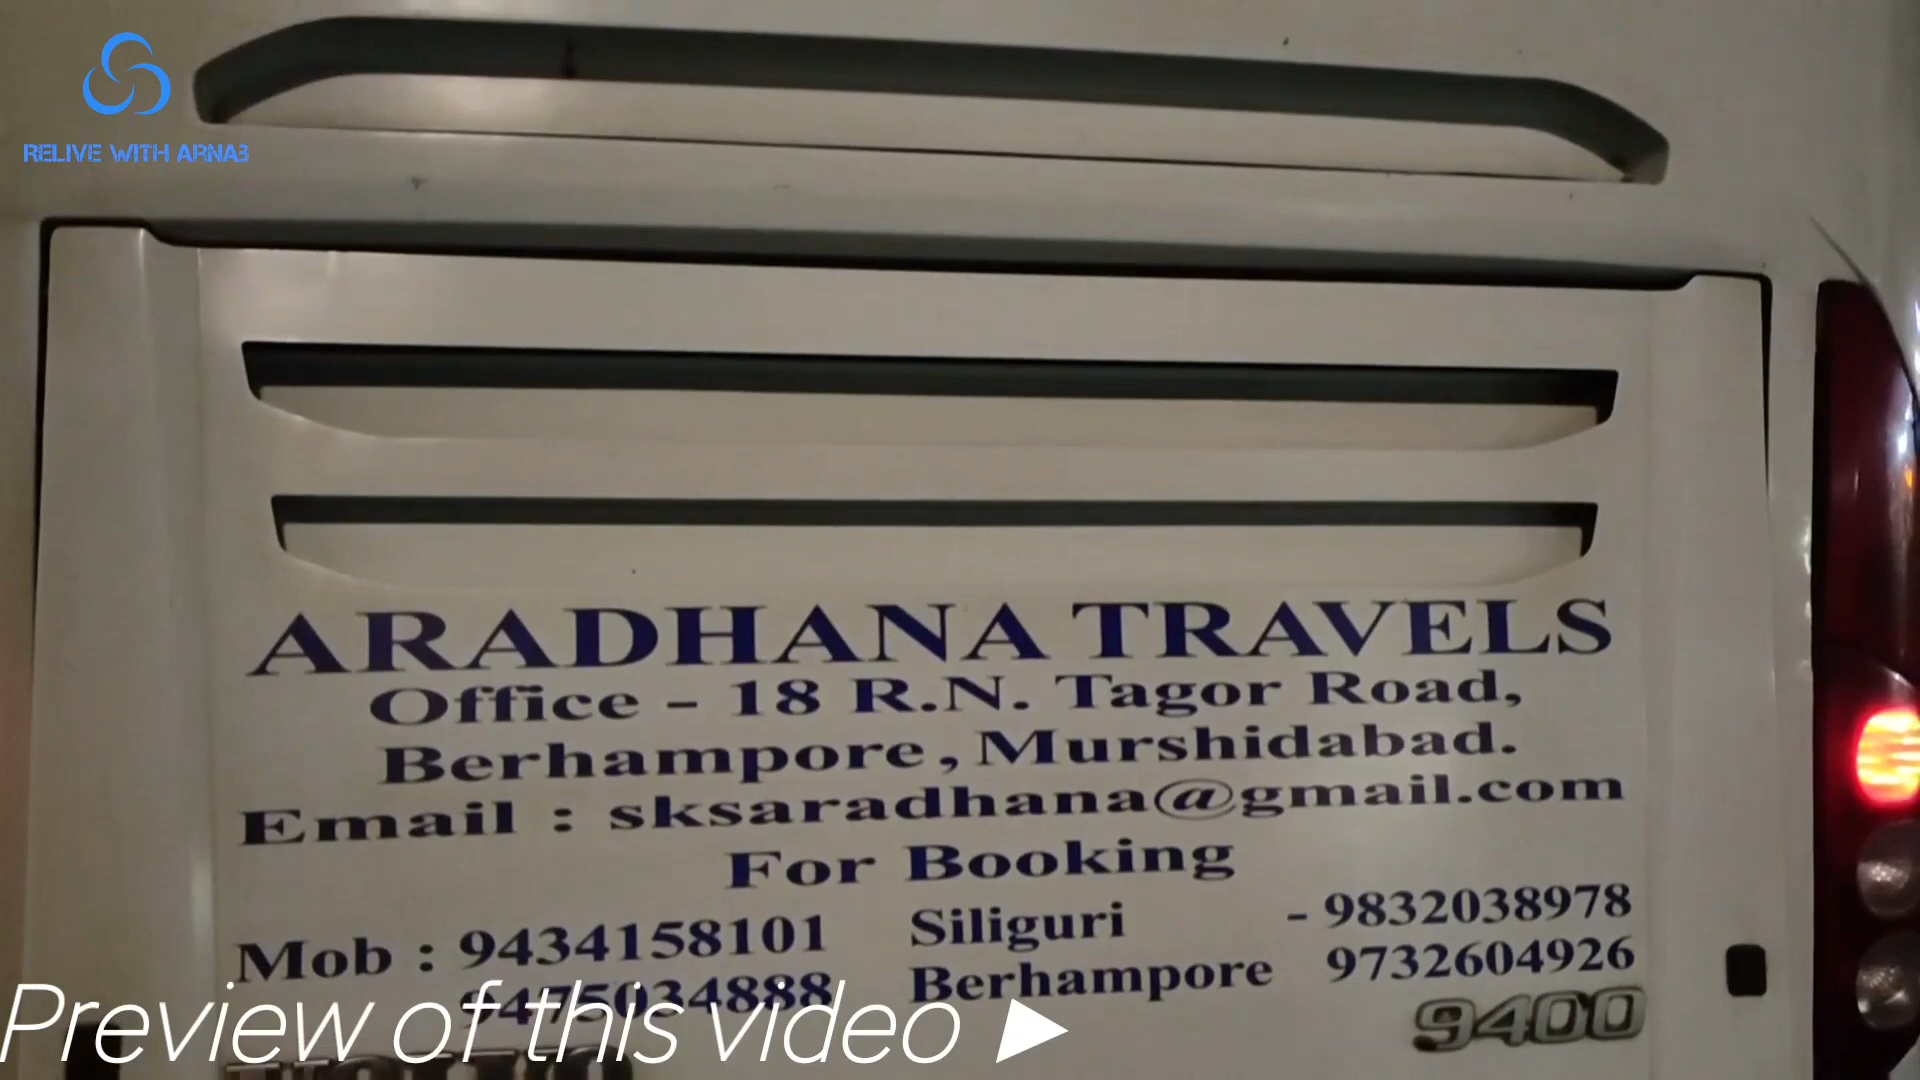 RELIVE WITH ARNAB
ARADHANA TRAVELS
Office - 18 R.N. Tagor Road,
Berhampore, Murshidabad.
Email : sksaradhana@gmail.com
For Booking
Mob : 9434158101 Siliguri - 9832038978
9475034888 Berhampore 9732604926
9400
Preview of this video